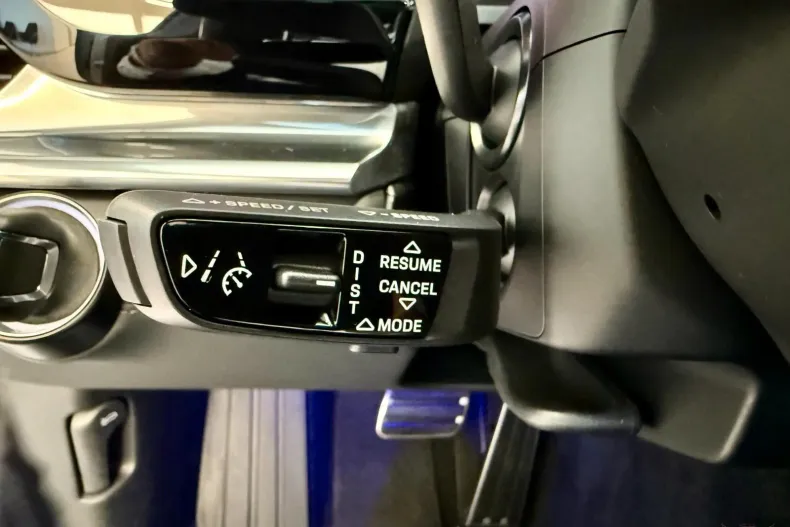 + SPEED / SET
- SPEED
DIST
RESUME
CANCEL
MODE